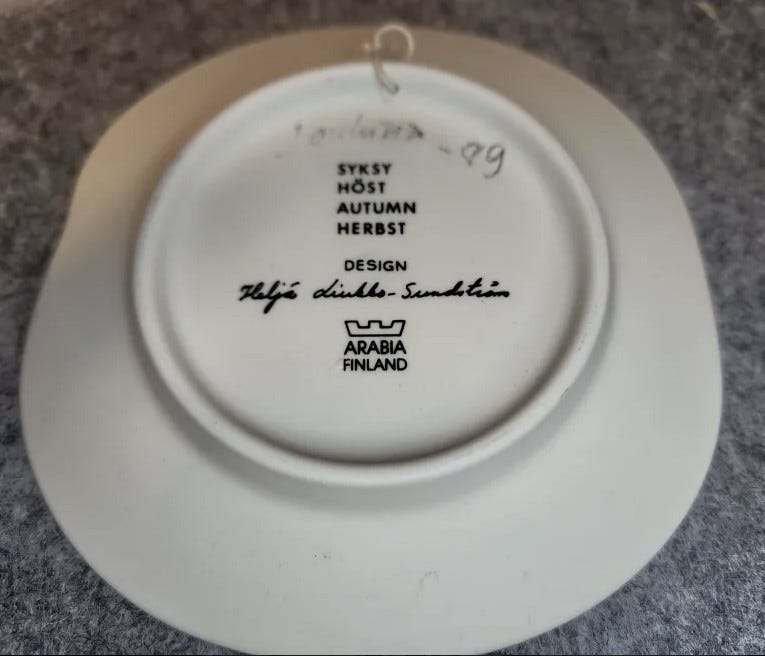 -89
SYKSY
HÖST
AUTUMN
HERBST
DESIGN
Heljä Liukko-Sundström
ARABIA
FINLAND